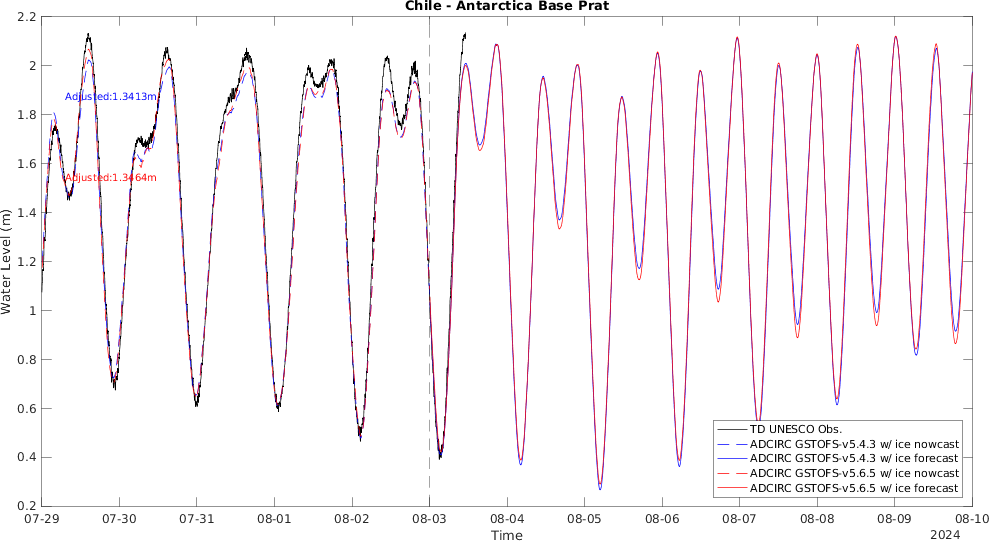 Chile - Antarctica Base Prat
2.2
2
1.8
1.6
1.4
1.2
1
0.8
0.6
0.4
0.2
Water Level (m)
Adjusted:1.3413m
Adjusted:1.3464m
TD UNESCO Obs.
ADCIRC GSTOFS-v5.4.3 w/ ice nowcast
ADCIRC GSTOFS-v5.4.3 w/ ice forecast
ADCIRC GSTOFS-v5.6.5 w/ ice nowcast
ADCIRC GSTOFS-v5.6.5 w/ ice forecast
07-29 07-30 07-31 08-01 08-02 08-03 08-04 08-05 08-06 08-07 08-08 08-09 08-10
Time
2024